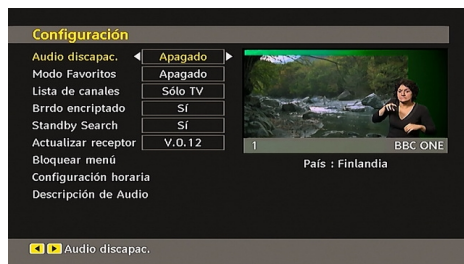 Configuración
Audio discapac. Apagado
Modo Favoritos Apagado
Lista de canales Sólo TV
Brrdo encriptado Sí
Standby Search Sí
Actualizar receptor V.0.12
Bloquear menú
Configuración horaria
Descripción de Audio
1 BBC ONE
País : Finlandia
Audio discapac.